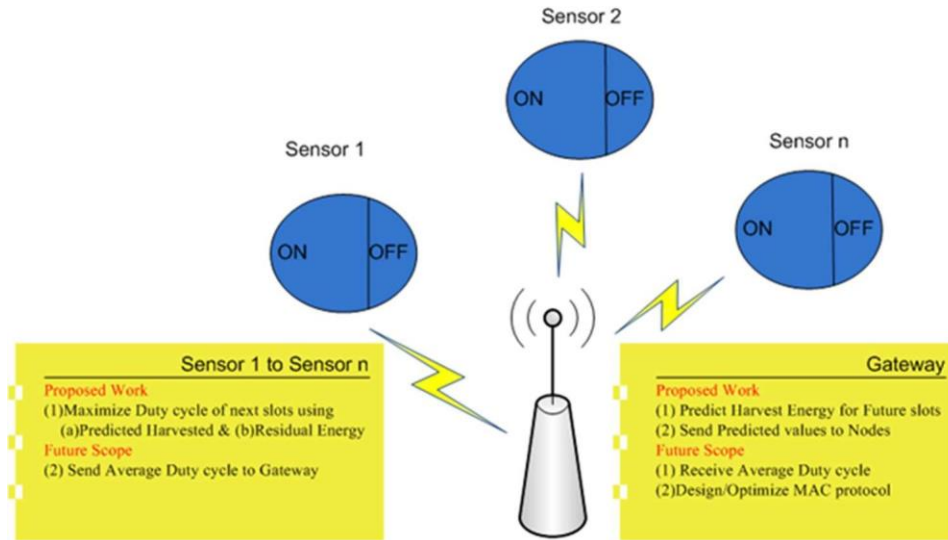 Sensor 2
ON OFF
Sensor 1
ON OFF
Sensor n
ON OFF
Sensor 1 to Sensor n
Proposed Work
(1)Maximize Duty cycle of next slots using
(a)Predicted Harvested & (b)Residual Energy
Future Scope
(2) Send Average Duty cycle to Gateway
Gateway
Proposed Work
(1) Predict Harvest Energy for Future slots
(2) Send Predicted values to Nodes
Future Scope
(1) Receive Average Duty cycle
(2)Design/Optimize MAC protocol